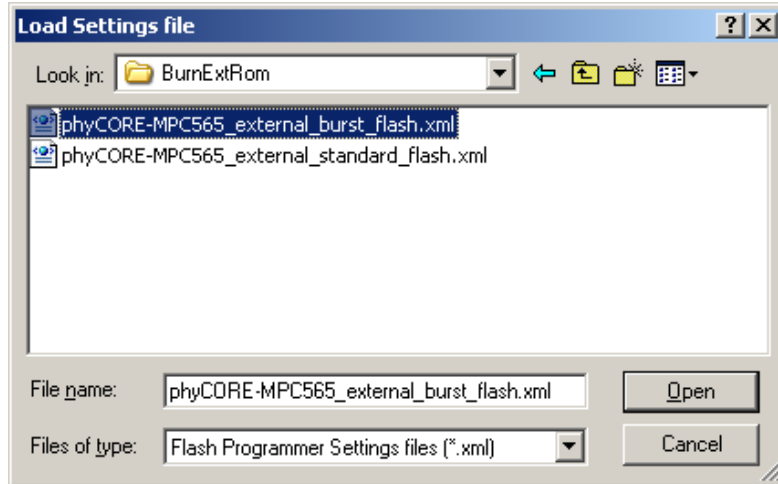 Load Settings file
Look in: BurnExtRom
phyCORE-MPC565_external_burst_flash.xml
phyCORE-MPC565_external_standard_flash.xml
File name: phyCORE-MPC565_external_burst_flash.xml Open
Files of type: Flash Programmer Settings files (*.xml) Cancel